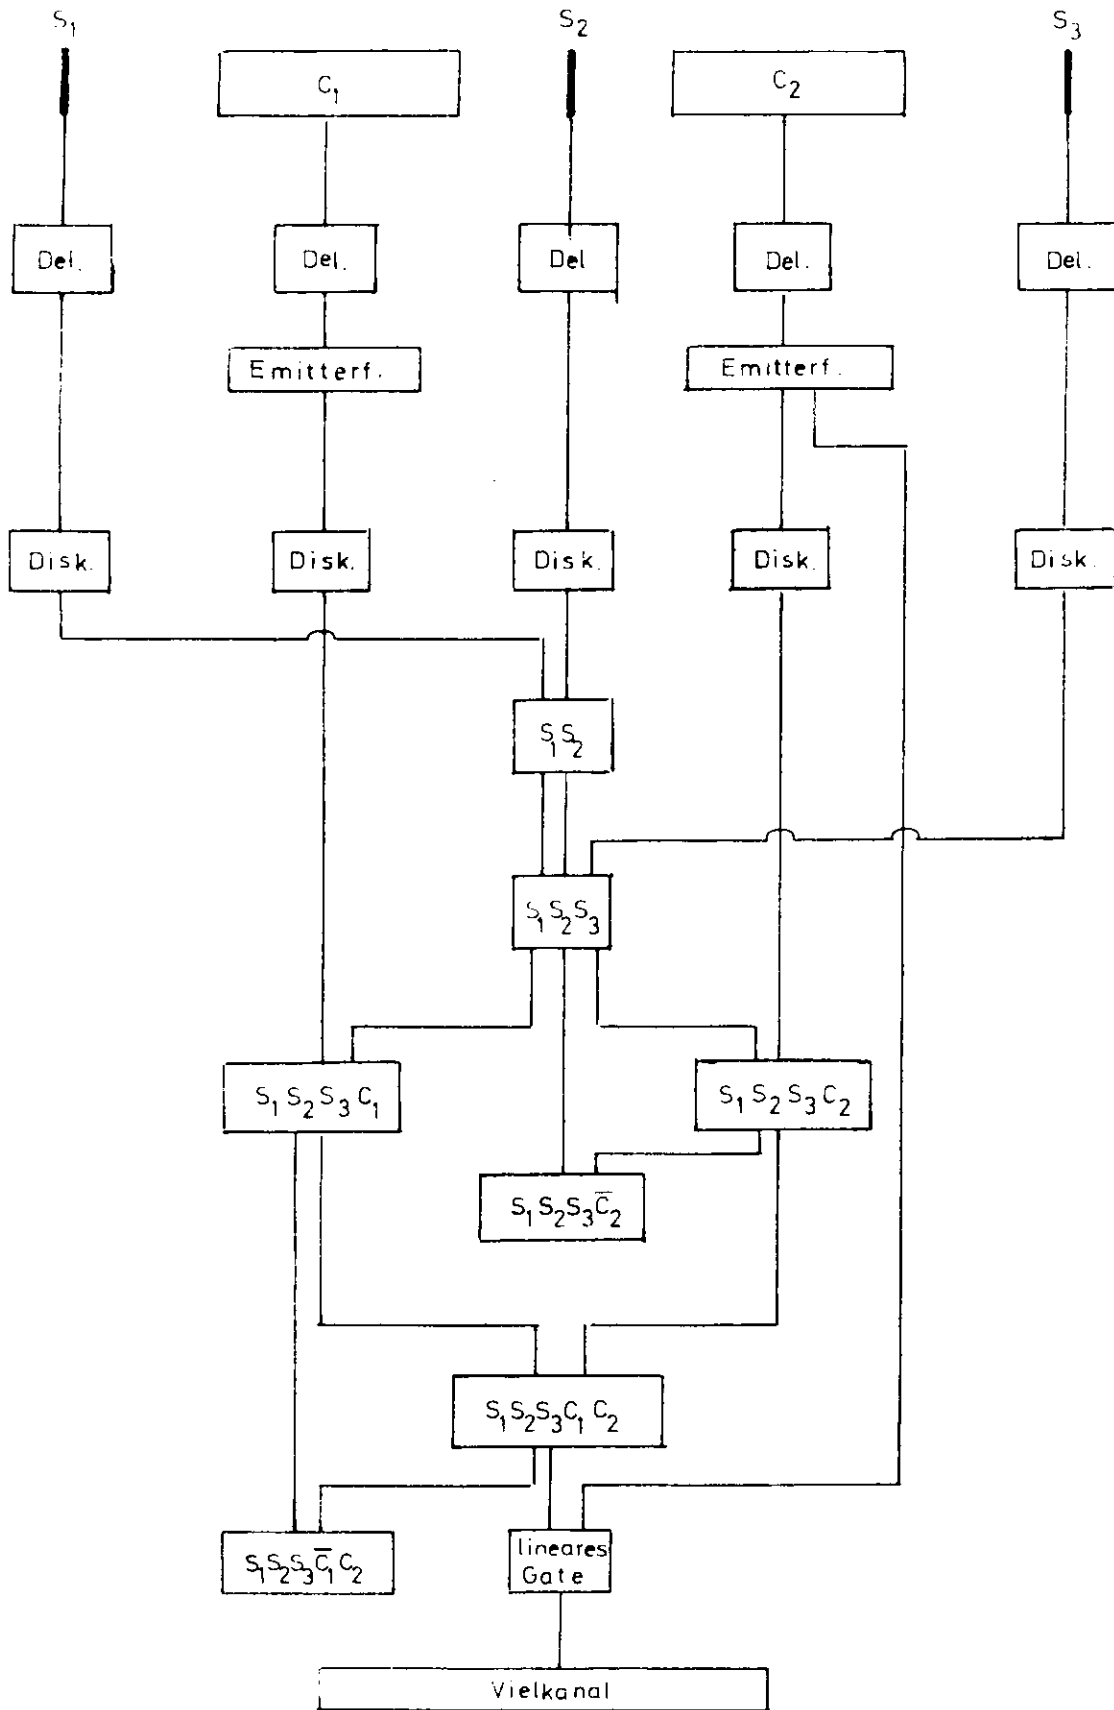 S₁ S₂ S₃
C₁ C₂
Del. Del. Del Del. Del.
Emitterf. Emitterf.
Disk. Disk. Disk. Disk. Disk.
S₁S₂
S₁S₂S₃
S₁S₂S₃C₁ S₁S₂S₃C₂
S₁S₂S₃C̅₂
S₁S₂S₃C₁C₂
S₁S₂S₃C̅₁C₂
lineares
Gate
Vielkanal